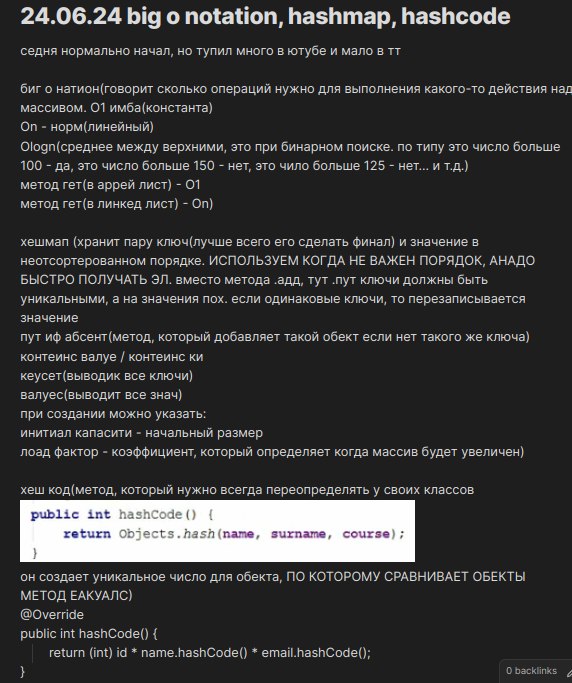 24.06.24 big o notation, hashmap, hashcode
седня нормально начал, но тупил много в ютубе и мало в тт
биг о натион(говорит сколько операций нужно для выполнения какого-то действия над
массивом. О1 имба(константа)
On - норм(линейный)
Ologn(среднее между верхними, это при бинарном поиске. по типу это число больше
100 - да, это число больше 150 - нет, это чило больше 125 - нет... и т.д.)
метод гет(в аррей лист) - О1
метод гет(в линкед лист) - On)
хешмап (хранит пару ключ(лучше всего его сделать финал) и значение в
неотсортерованном порядке. ИСПОЛЬЗУЕМ КОГДА НЕ ВАЖЕН ПОРЯДОК, АНАДО
БЫСТРО ПОЛУЧАТЬ ЭЛ. вместо метода .адд, тут .пут ключи должны быть
уникальными, а на значения пох. если одинаковые ключи, то перезаписывается
значение
пут иф абсент(метод, который добавляет такой обект если нет такого же ключа)
контеинс валуе / контеинс ки
кеусет(выводик все ключи)
валуес(выводит все знач)
при создании можно указать:
инитиал капасити - начальный размер
лоад фактор - коэффициент, который определяет когда массив будет увеличен)
хеш код(метод, который нужно всегда переопределять у своих классов
public int hashCode() {
return Objects.hash(name, surname, course);
}
он создает уникальное число для обекта, ПО КОТОРОМУ СРАВНИВАЕТ ОБЕКТЫ
МЕТОД ЕАКУАЛС)
@Override
public int hashCode() {
return (int) id * name.hashCode() * email.hashCode();
}
0 backlinks